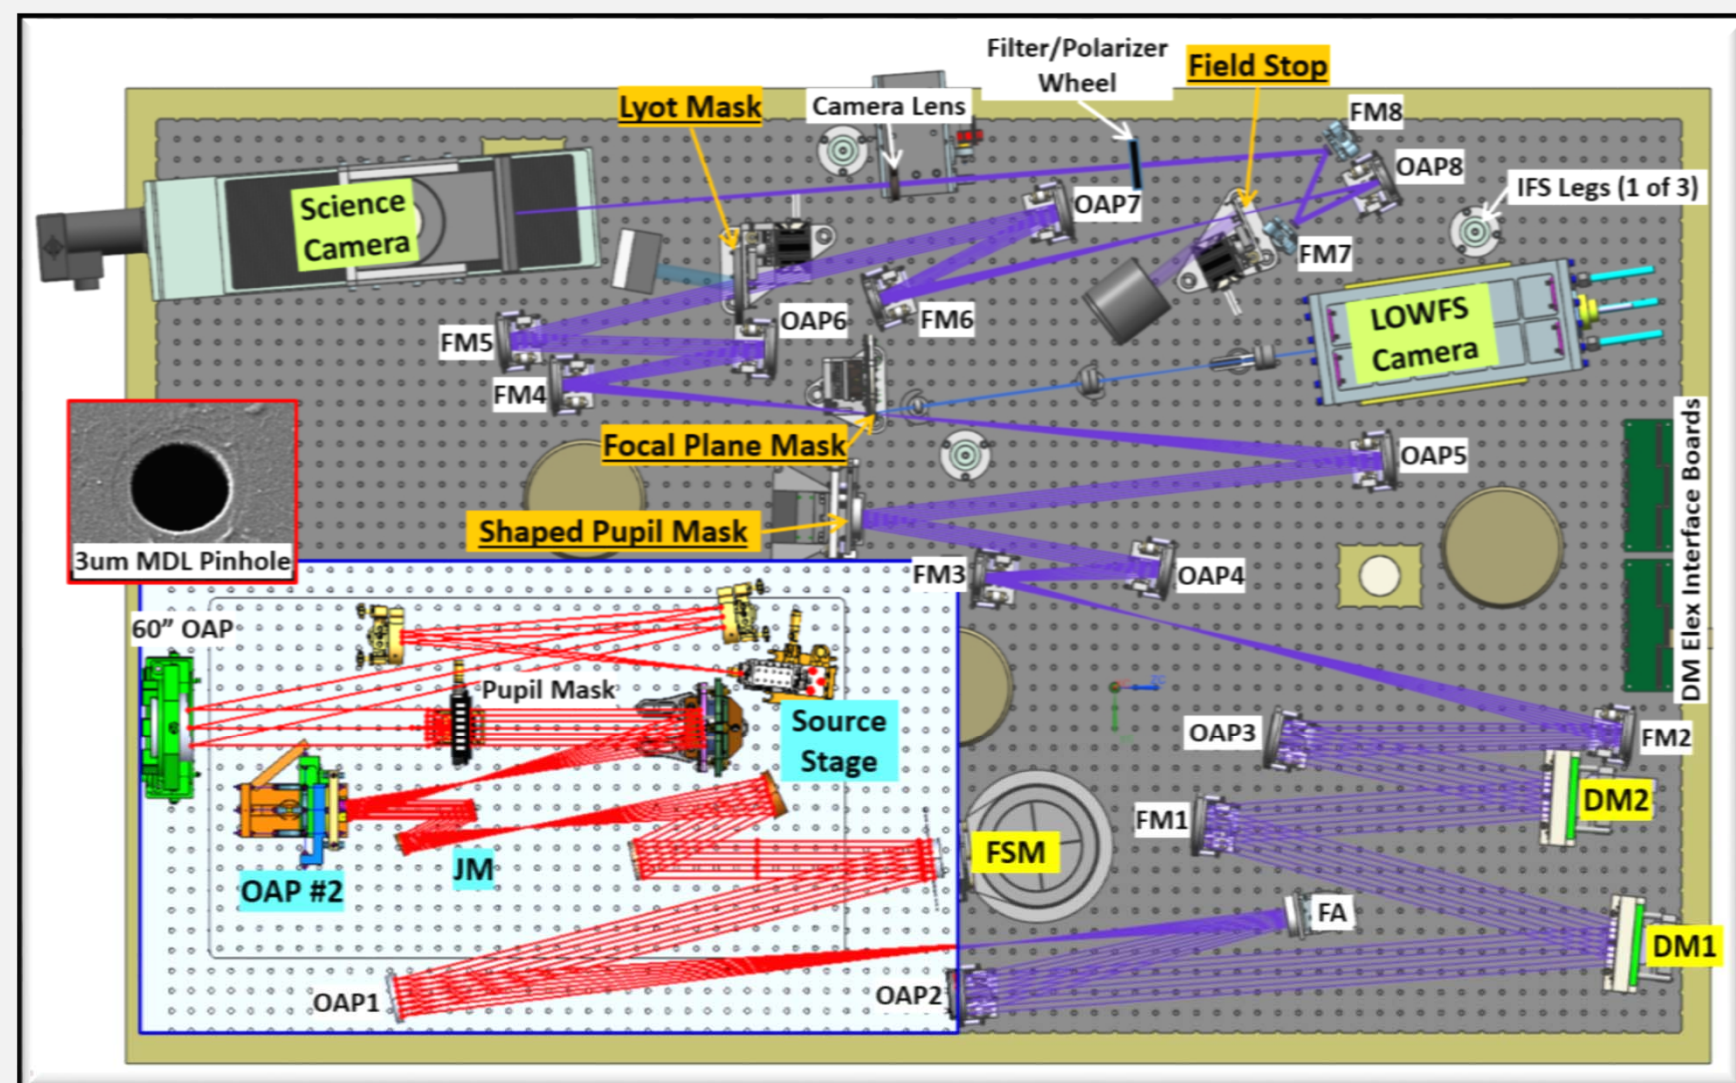 Filter/Polarizer
Wheel
Field Stop
Lyot Mask
Camera Lens
FM8
OAP8
IFS Legs (1 of 3)
Science
Camera
OAP7
FM7
LOWFS
Camera
FM6
OAP6
FM5
FM4
Focal Plane Mask
OAP5
DM Elex Interface Boards
Shaped Pupil Mask
3um MDL Pinhole
FM3
OAP4
60” OAP
Pupil Mask
Source
Stage
OAP3
FM2
DM2
FM1
FSM
JM
OAP #2
FA
DM1
OAP1
OAP2